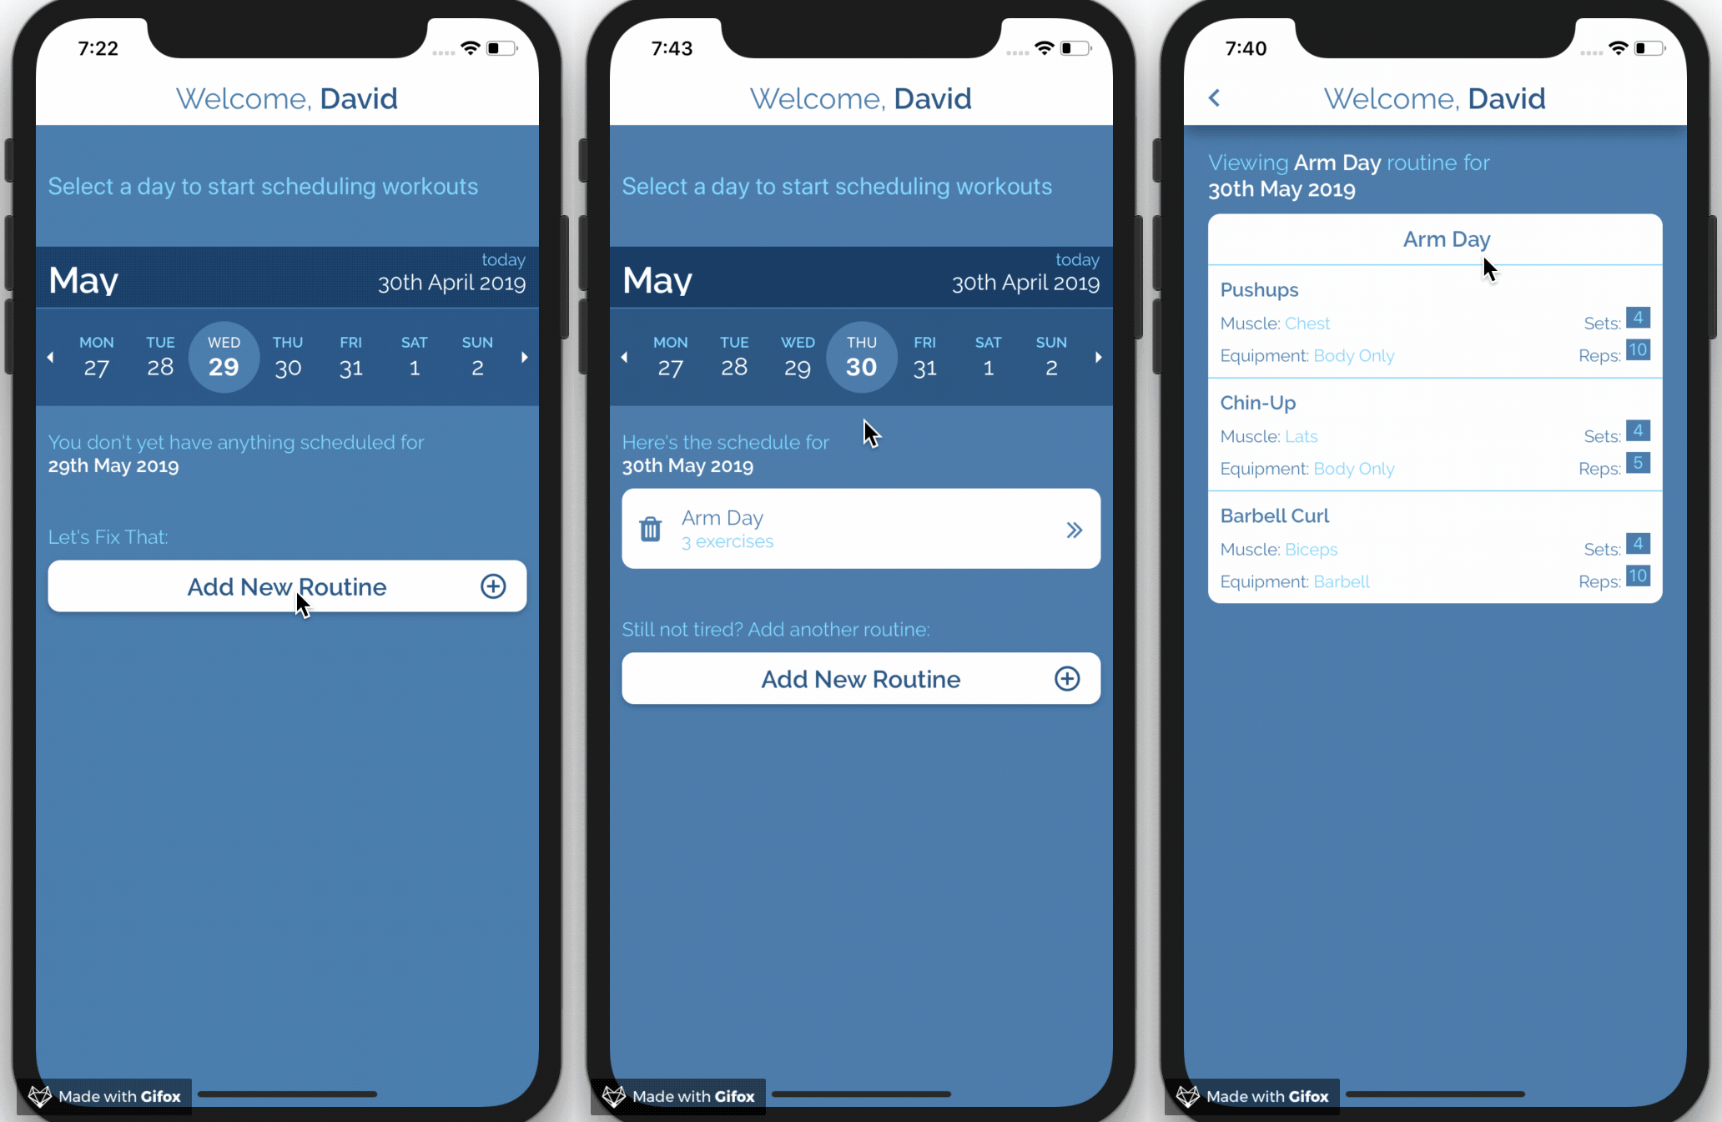 7:22
Welcome, David
Select a day to start scheduling workouts
today
May
30th April 2019
MON TUE WED THU FRI SAT SUN
27 28 29 30 31 1 2
You don't yet have anything scheduled for
29th May 2019
Let's Fix That:
Add New Routine
Made with Gifox
7:43
Welcome, David
Select a day to start scheduling workouts
today
May
30th April 2019
MON TUE WED THU FRI SAT SUN
27 28 29 30 31 1 2
Here's the schedule for
30th May 2019
Arm Day
3 exercises
Still not tired? Add another routine:
Add New Routine
Made with Gifox
7:40
Welcome, David
Viewing Arm Day routine for
30th May 2019
Arm Day
Pushups
Muscle: Chest Sets: 4
Equipment: Body Only Reps: 10
Chin-Up
Muscle: Lats Sets: 4
Equipment: Body Only Reps: 5
Barbell Curl
Muscle: Biceps Sets: 4
Equipment: Barbell Reps: 10
Made with Gifox